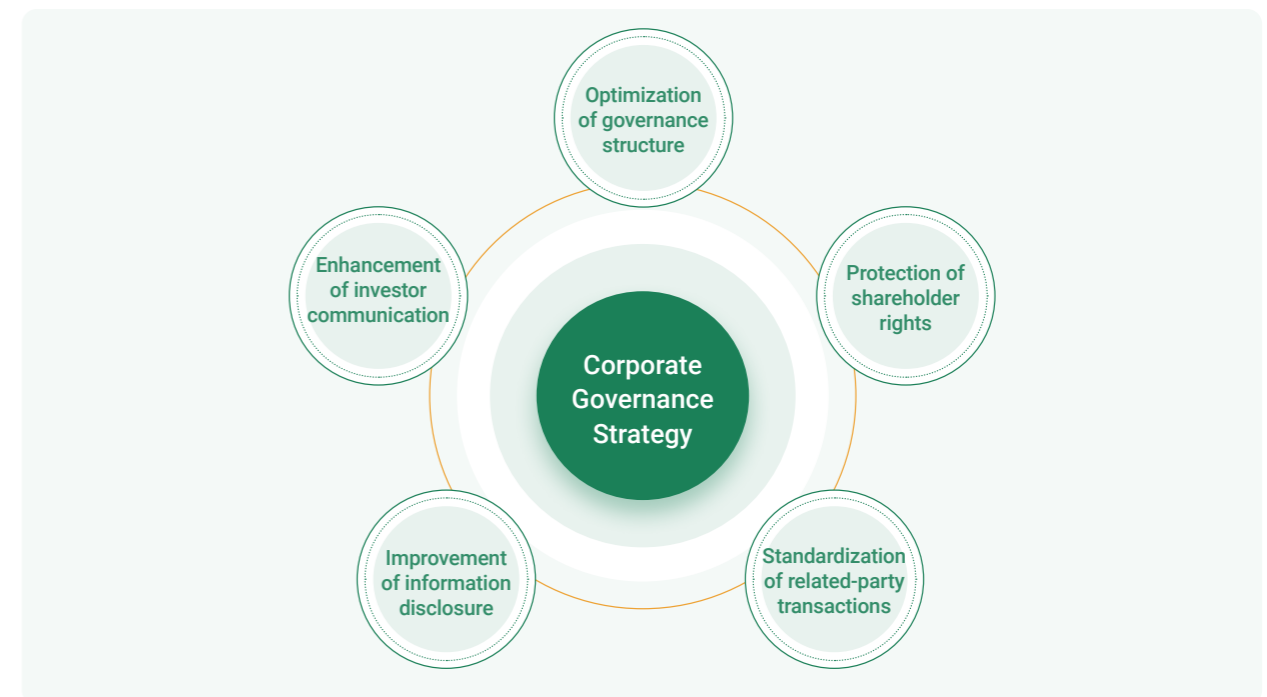 Optimization
of governance
structure
Enhancement
of investor
communication
Protection of
shareholder
rights
Corporate
Governance
Strategy
Improvement
of information
disclosure
Standardization
of related-party
transactions